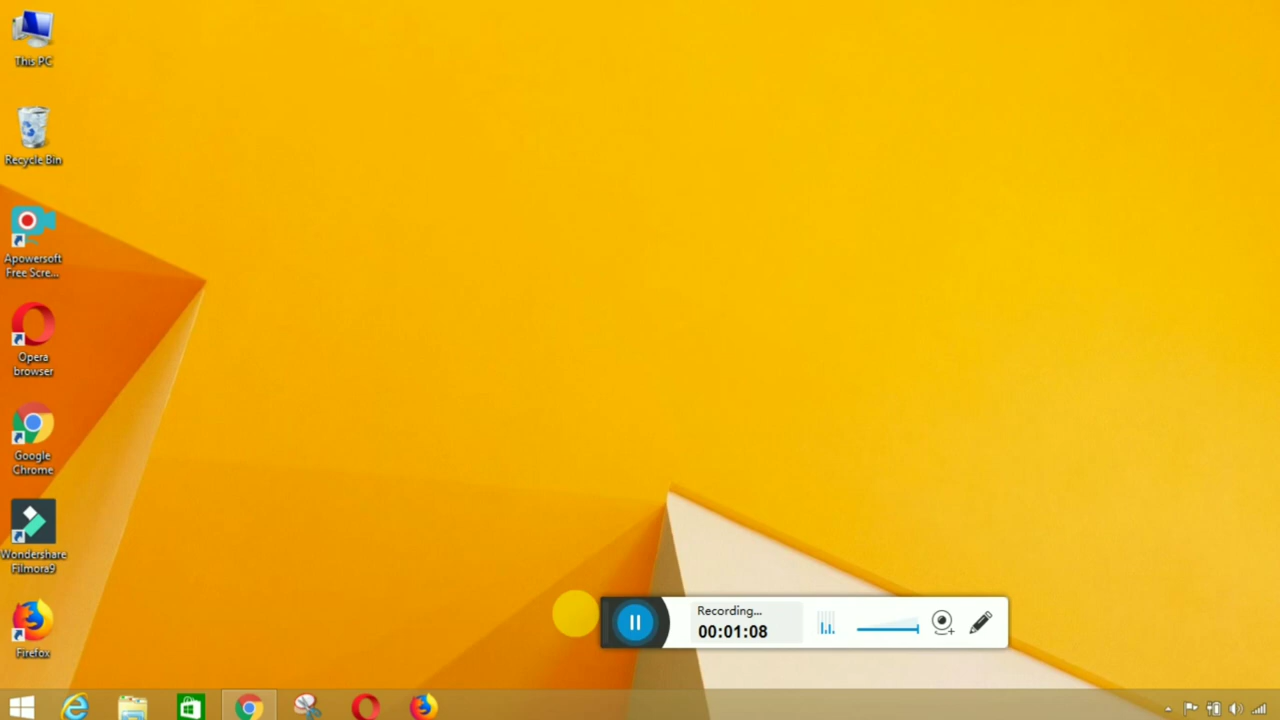 This PC
Recycle Bin
Apowersoft
Free Scre...
Opera
browser
Google
Chrome
Wondershare
Filmora9
Firefox
Recording...
00:01:08